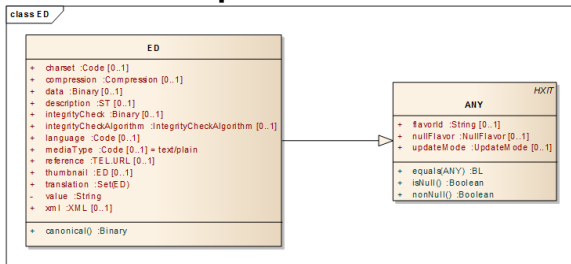 class ED
ED
+ charset :Code [0..1]
+ compression :Compression [0..1]
+ data :Binary [0..1]
+ description :ST [0..1]
+ integrityCheck :Binary [0..1]
+ integrityCheckAlgorithm :IntegrityCheckAlgorithm [0..1]
+ language :Code [0..1]
+ mediaType :Code [0..1] = text/plain
+ reference :TEL.URL [0..1]
+ thumbnail :ED [0..1]
+ translation :Set(ED)
- value :String
+ xml :XML [0..1]
+ canonical() :Binary
HXIT
ANY
+ flavorId :String [0..1]
+ nullFlavor :NullFlavor [0..1]
+ updateMode :UpdateMode [0..1]
+ equals(ANY) :BL
+ isNull() :Boolean
+ nonNull() :Boolean